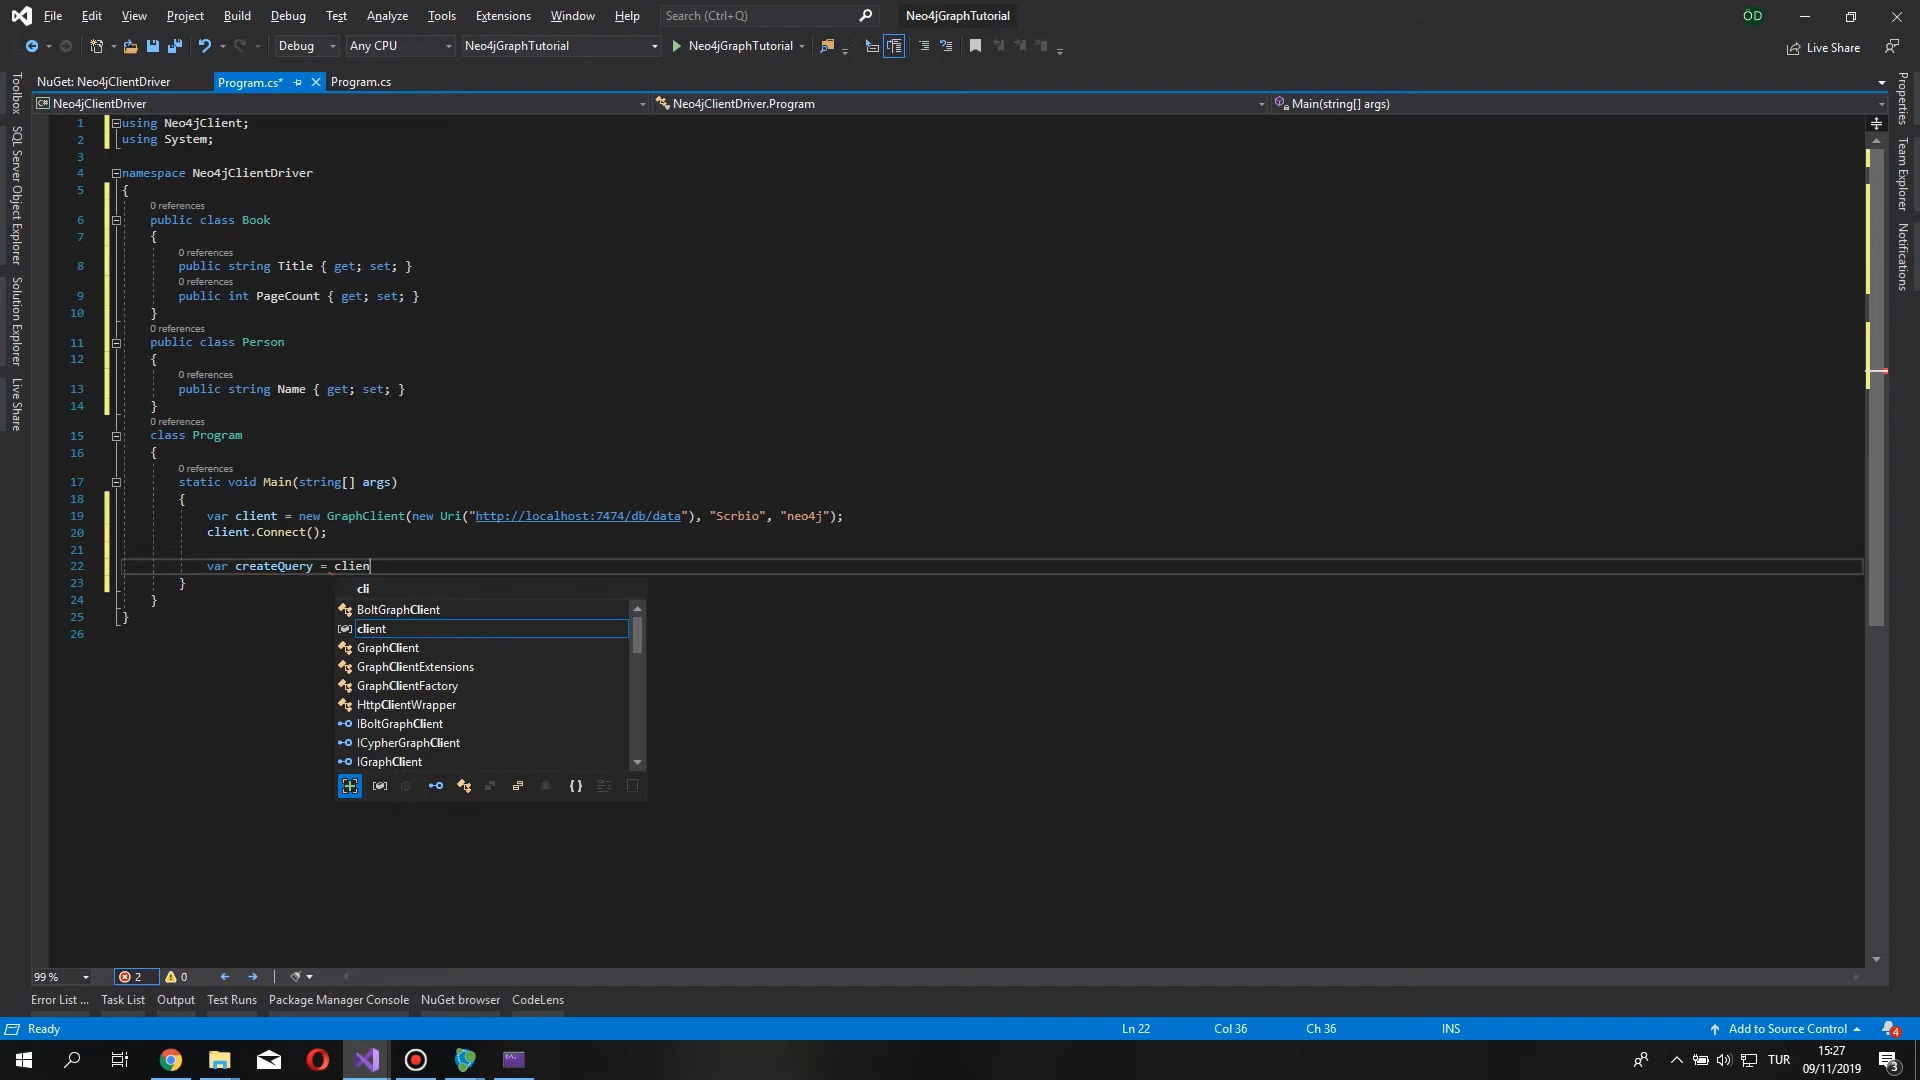 File Edit View Project Build Debug Test Analyze Tools Extensions Window Help Search (Ctrl+Q) Neo4jGraphTutorial ÖD
Debug Any CPU Neo4jGraphTutorial Neo4jGraphTutorial Live Share
NuGet: Neo4jClientDriver Program.cs* Program.cs
Neo4jClientDriver Neo4jClientDriver.Program Main(string[] args)
Toolbox
SQL Server Object Explorer
Solution Explorer
Live Share
Properties
Team Explorer
Notifications
1 using Neo4jClient;
2 using System;
3
4 namespace Neo4jClientDriver
5 {
0 references
6 public class Book
7 {
0 references
8 public string Title { get; set; }
0 references
9 public int PageCount { get; set; }
10 }
0 references
11 public class Person
12 {
0 references
13 public string Name { get; set; }
14 }
0 references
15 class Program
16 {
0 references
17 static void Main(string[] args)
18 {
19 var client = new GraphClient(new Uri("http://localhost:7474/db/data"), "Scrbio", "neo4j");
20 client.Connect();
21
22 var createQuery = clien
23 }
24 }
25 }
26
cli
BoltGraphClient
client
GraphClient
GraphClientExtensions
GraphClientFactory
HttpClientWrapper
IBoltGraphClient
ICypherGraphClient
IGraphClient
99 % 2 0
Error List ... Task List Output Test Runs Package Manager Console NuGet browser CodeLens
Ready Ln 22 Col 36 Ch 36 INS Add to Source Control 4
TUR 15:27
09/11/2019 3